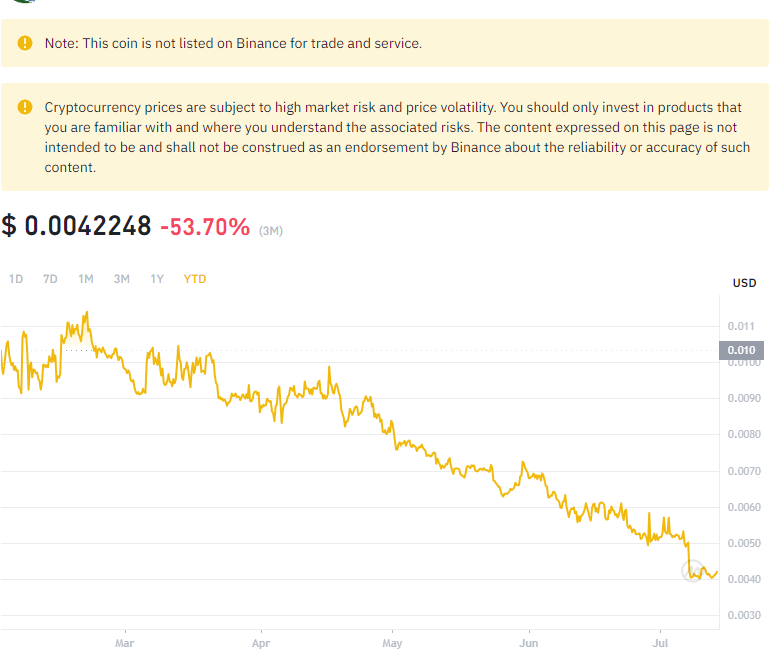 Note: This coin is not listed on Binance for trade and service.
Cryptocurrency prices are subject to high market risk and price volatility. You should only invest in products that
you are familiar with and where you understand the associated risks. The content expressed on this page is not
intended to be and shall not be construed as an endorsement by Binance about the reliability or accuracy of such
content.
$ 0.0042248 -53.70% (3M)
1D 7D 1M 3M 1Y YTD
USD
0.011
0.010
0.0100
0.0090
0.0080
0.0070
0.0060
0.0050
0.0040
0.0030
Mar Apr May Jun Jul